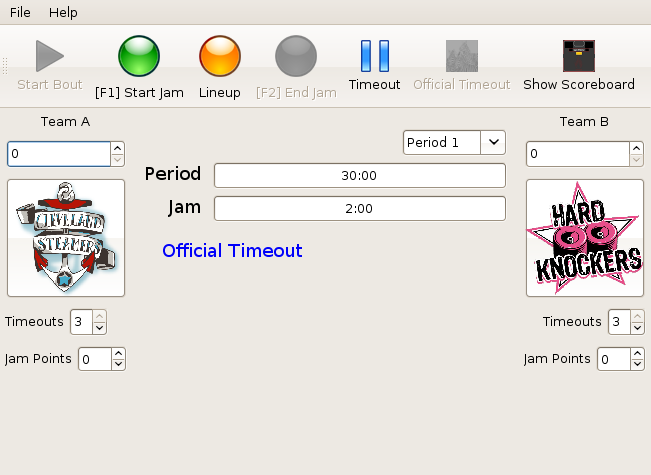 File Help
Start Bout [F1] Start Jam Lineup [F2] End Jam Timeout Official Timeout Show Scoreboard
Team A Team B
0 Period 1 0
Period 30:00
Jam 2:00
Official Timeout
CLEVELAND
STEAMERS
HARD
KNOCKERS
Timeouts 3 Timeouts 3
Jam Points 0 Jam Points 0